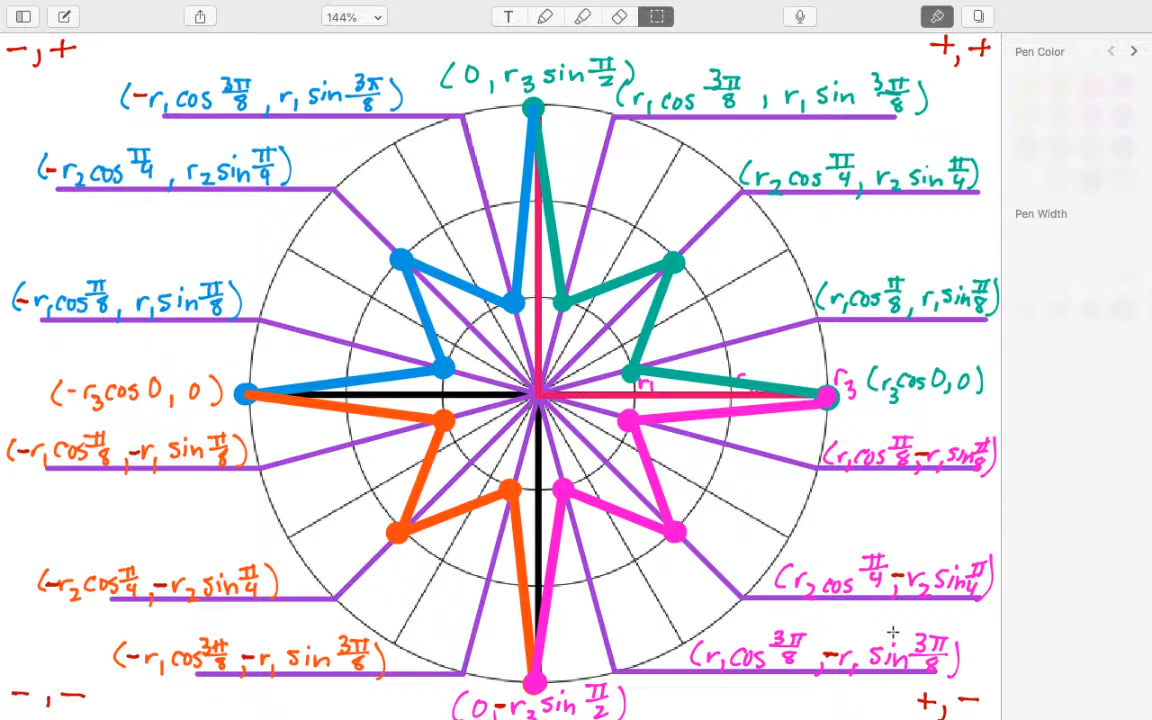 144%
T
Pen Color
Pen Width
-,+
+,+
(0, r₃ sin π/2)
(-r₁ cos 3π/8, r₁ sin 3π/8)
(r₁ cos 3π/8, r₁ sin 3π/8)
(-r₂ cos π/4, r₂ sin π/4)
(r₂ cos π/4, r₂ sin π/4)
(-r₁ cos π/8, r₁ sin π/8)
(r₁ cos π/8, r₁ sin π/8)
(-r₃ cos 0, 0)
r₁
r₃
(r₃ cos 0, 0)
(-r₁ cos π/8, -r₁ sin π/8)
(r₁ cos π/8, -r₁ sin π/8)
(-r₂ cos π/4, -r₂ sin π/4)
(r₂ cos π/4, -r₂ sin π/4)
(-r₁ cos 3π/8, -r₁ sin 3π/8)
(r₁ cos 3π/8, -r₁ sin 3π/8)
-,-
(0, -r₃ sin π/2)
+,-